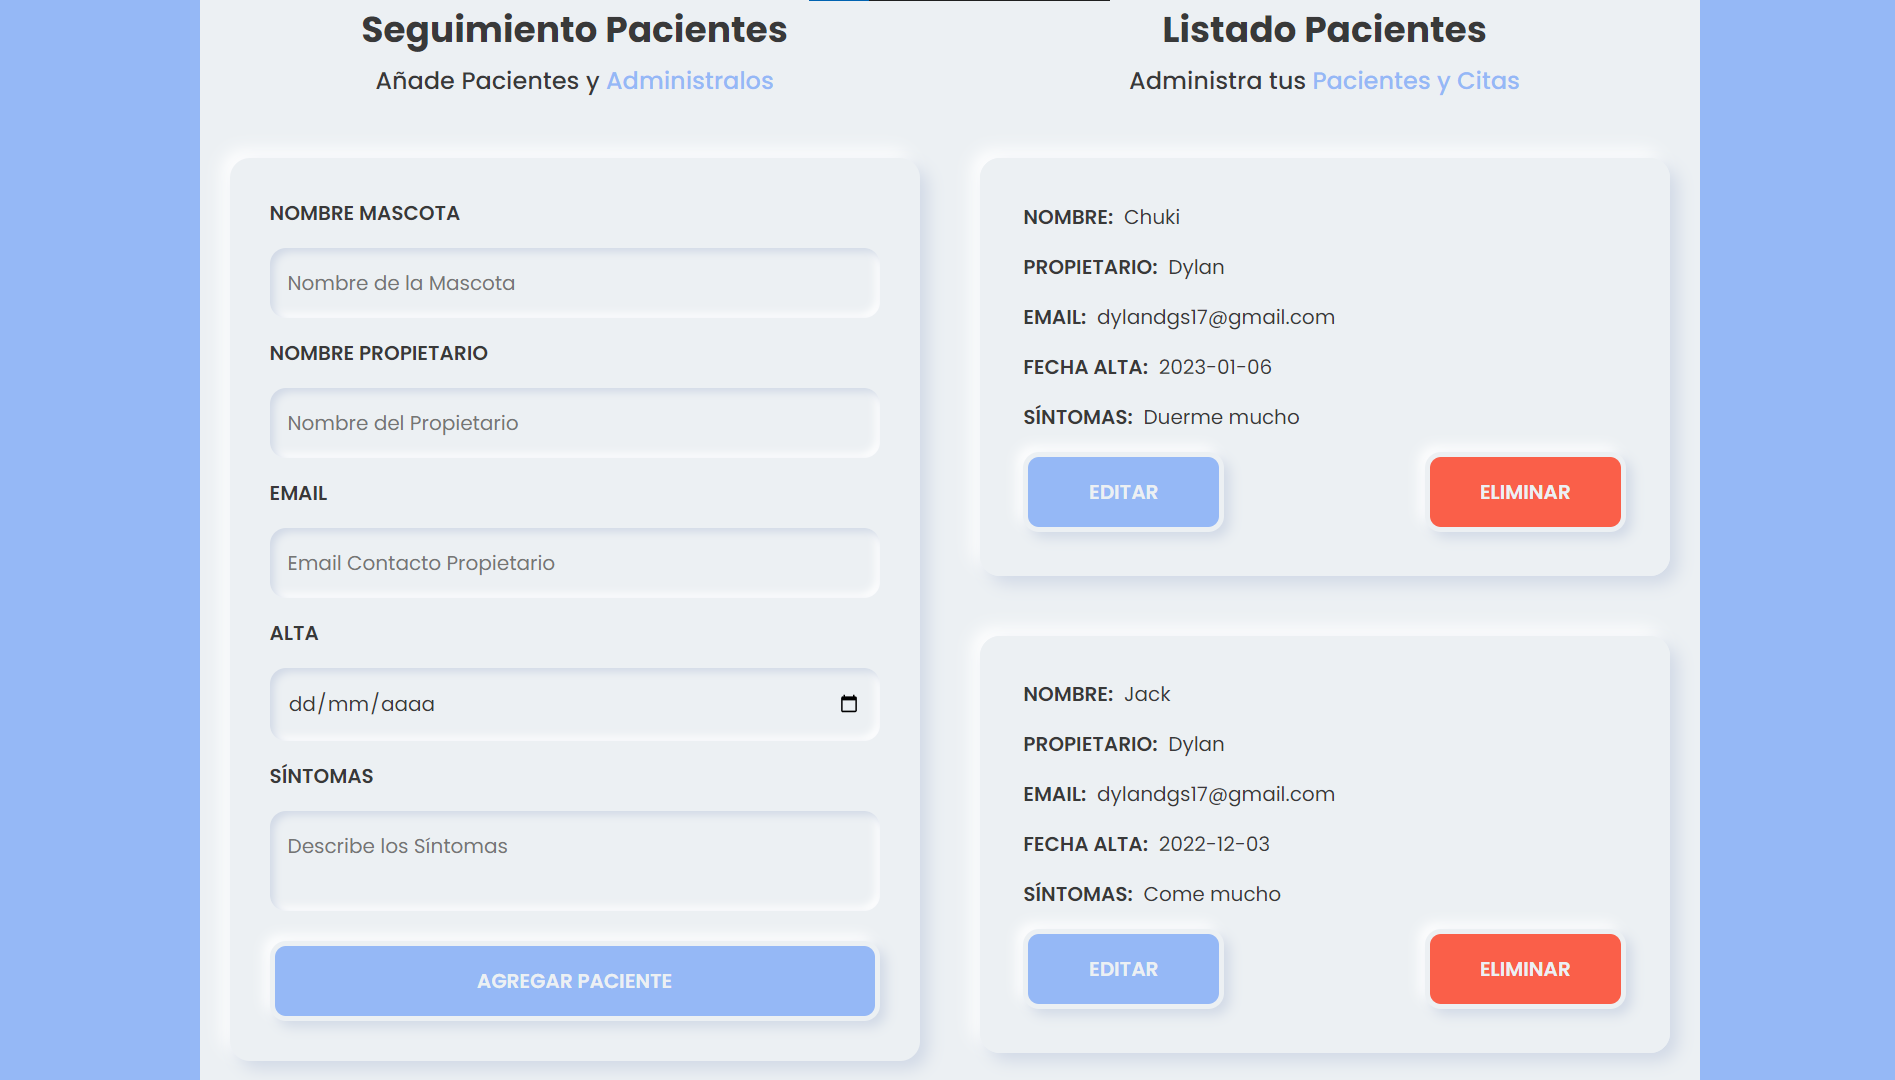 Seguimiento Pacientes
Añade Pacientes y Administralos
NOMBRE MASCOTA
Nombre de la Mascota
NOMBRE PROPIETARIO
Nombre del Propietario
EMAIL
Email Contacto Propietario
ALTA
dd/mm/aaaa
SÍNTOMAS
Describe los Síntomas
AGREGAR PACIENTE
Listado Pacientes
Administra tus Pacientes y Citas
NOMBRE: Chuki
PROPIETARIO: Dylan
EMAIL: dylandgs17@gmail.com
FECHA ALTA: 2023-01-06
SÍNTOMAS: Duerme mucho
EDITAR
ELIMINAR
NOMBRE: Jack
PROPIETARIO: Dylan
EMAIL: dylandgs17@gmail.com
FECHA ALTA: 2022-12-03
SÍNTOMAS: Come mucho
EDITAR
ELIMINAR